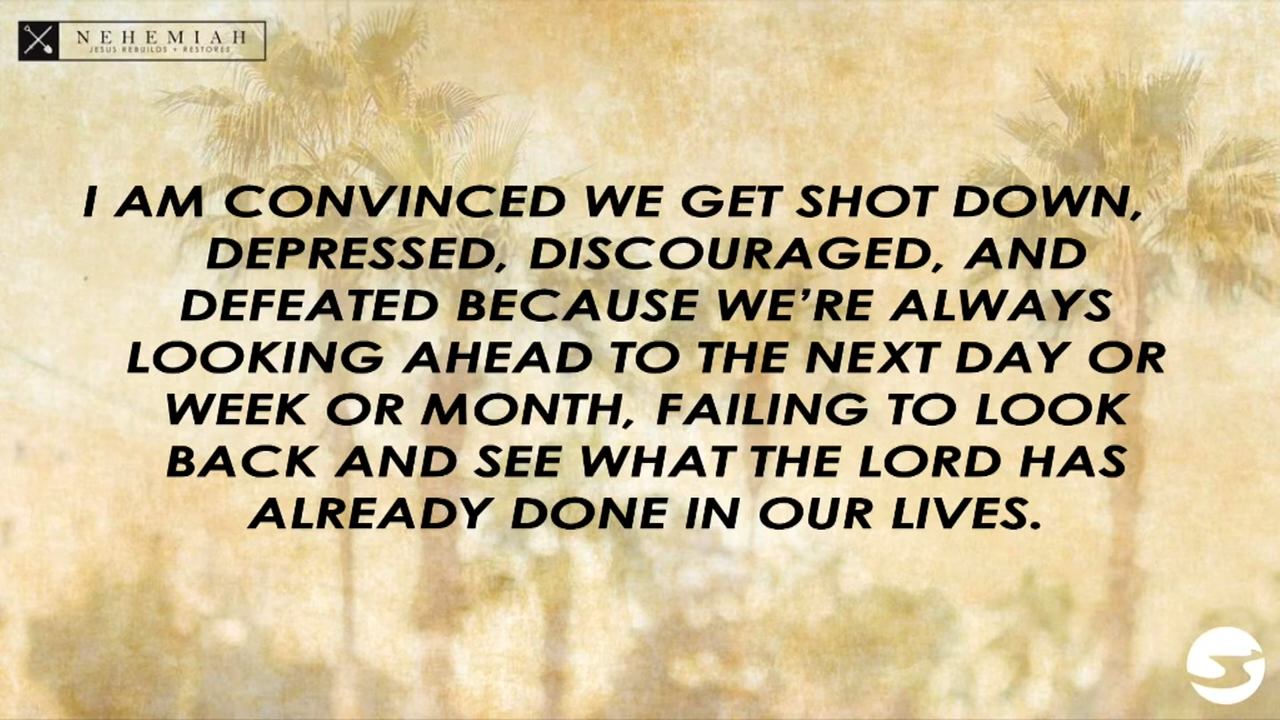 NEHEMIAH
JESUS REBUILDS + RESTORES
I AM CONVINCED WE GET SHOT DOWN,
DEPRESSED, DISCOURAGED, AND
DEFEATED BECAUSE WE’RE ALWAYS
LOOKING AHEAD TO THE NEXT DAY OR
WEEK OR MONTH, FAILING TO LOOK
BACK AND SEE WHAT THE LORD HAS
ALREADY DONE IN OUR LIVES.